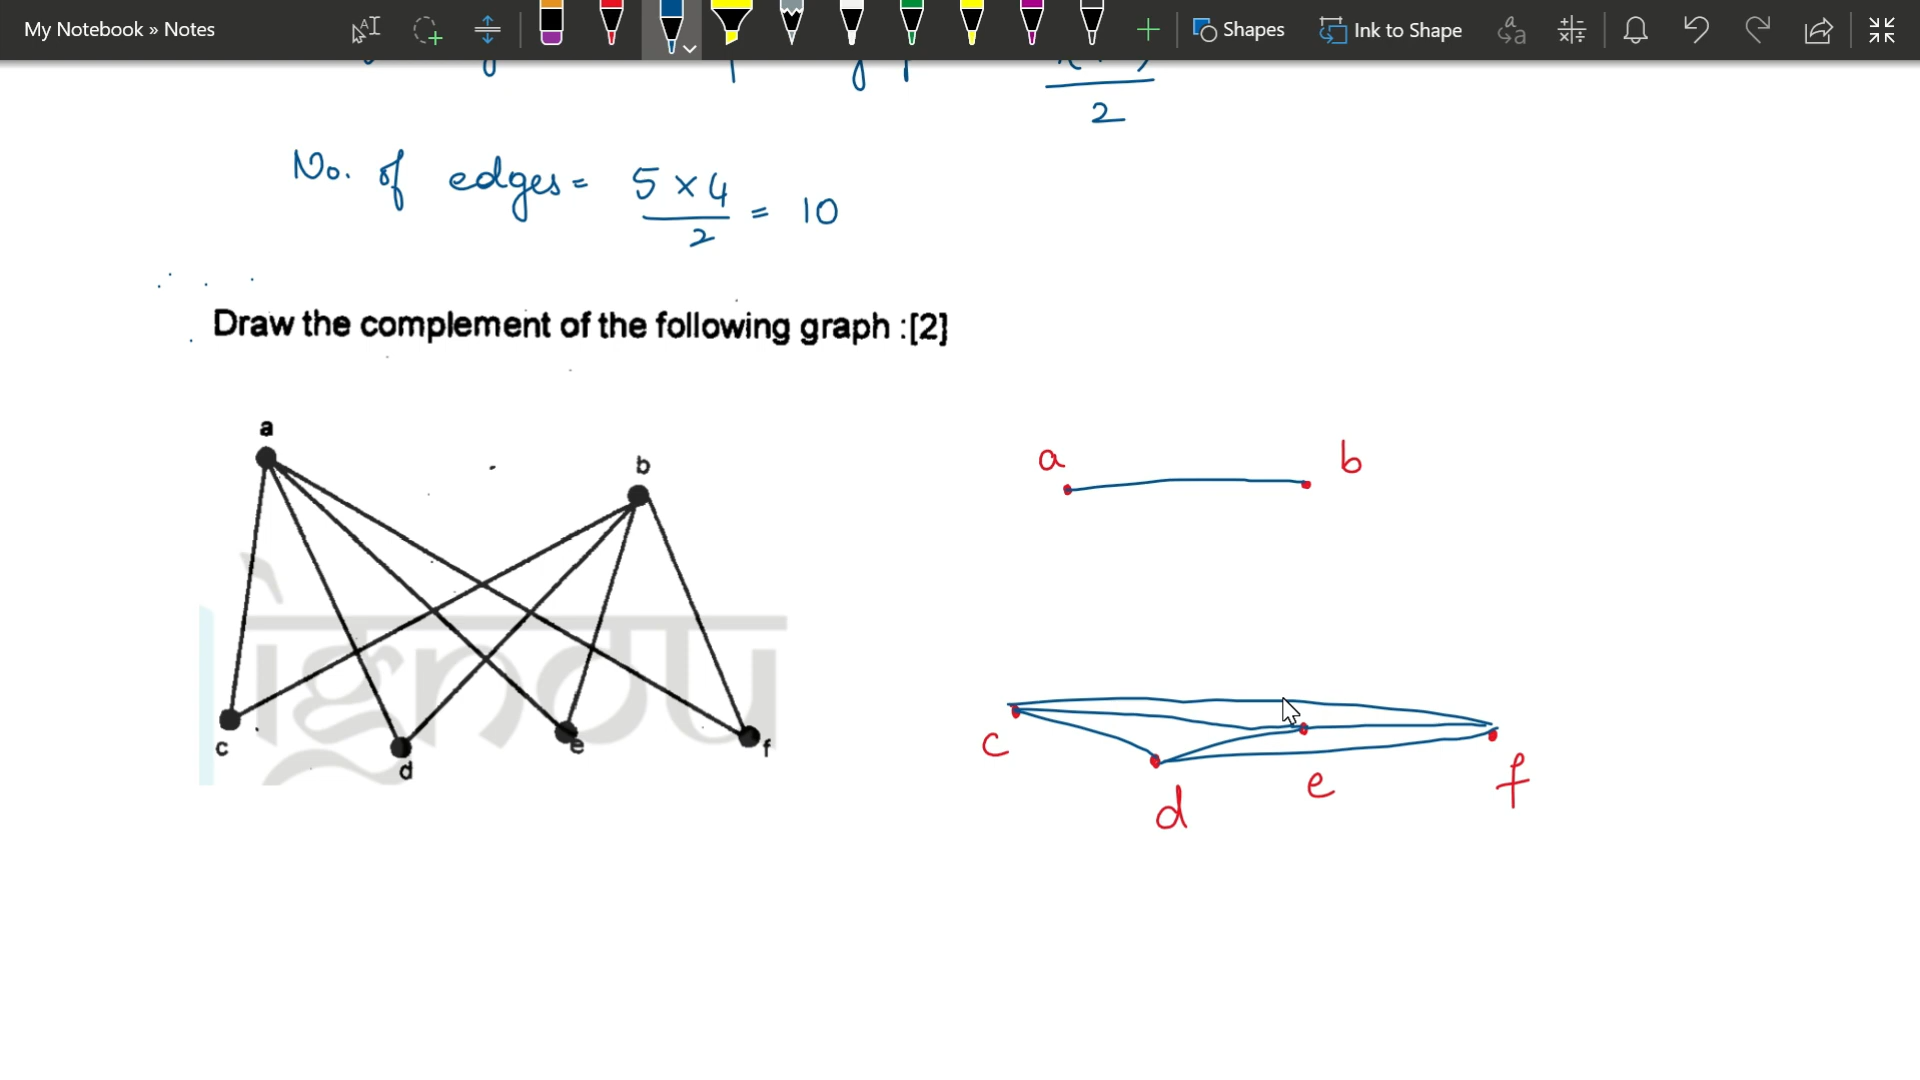 My Notebook » Notes
Shapes
Ink to Shape
2
No. of edges = 5 × 4 = 10
2
Draw the complement of the following graph :[2]
a
b
a
b
इग्नू
c
d
e
f
c
d
e
f